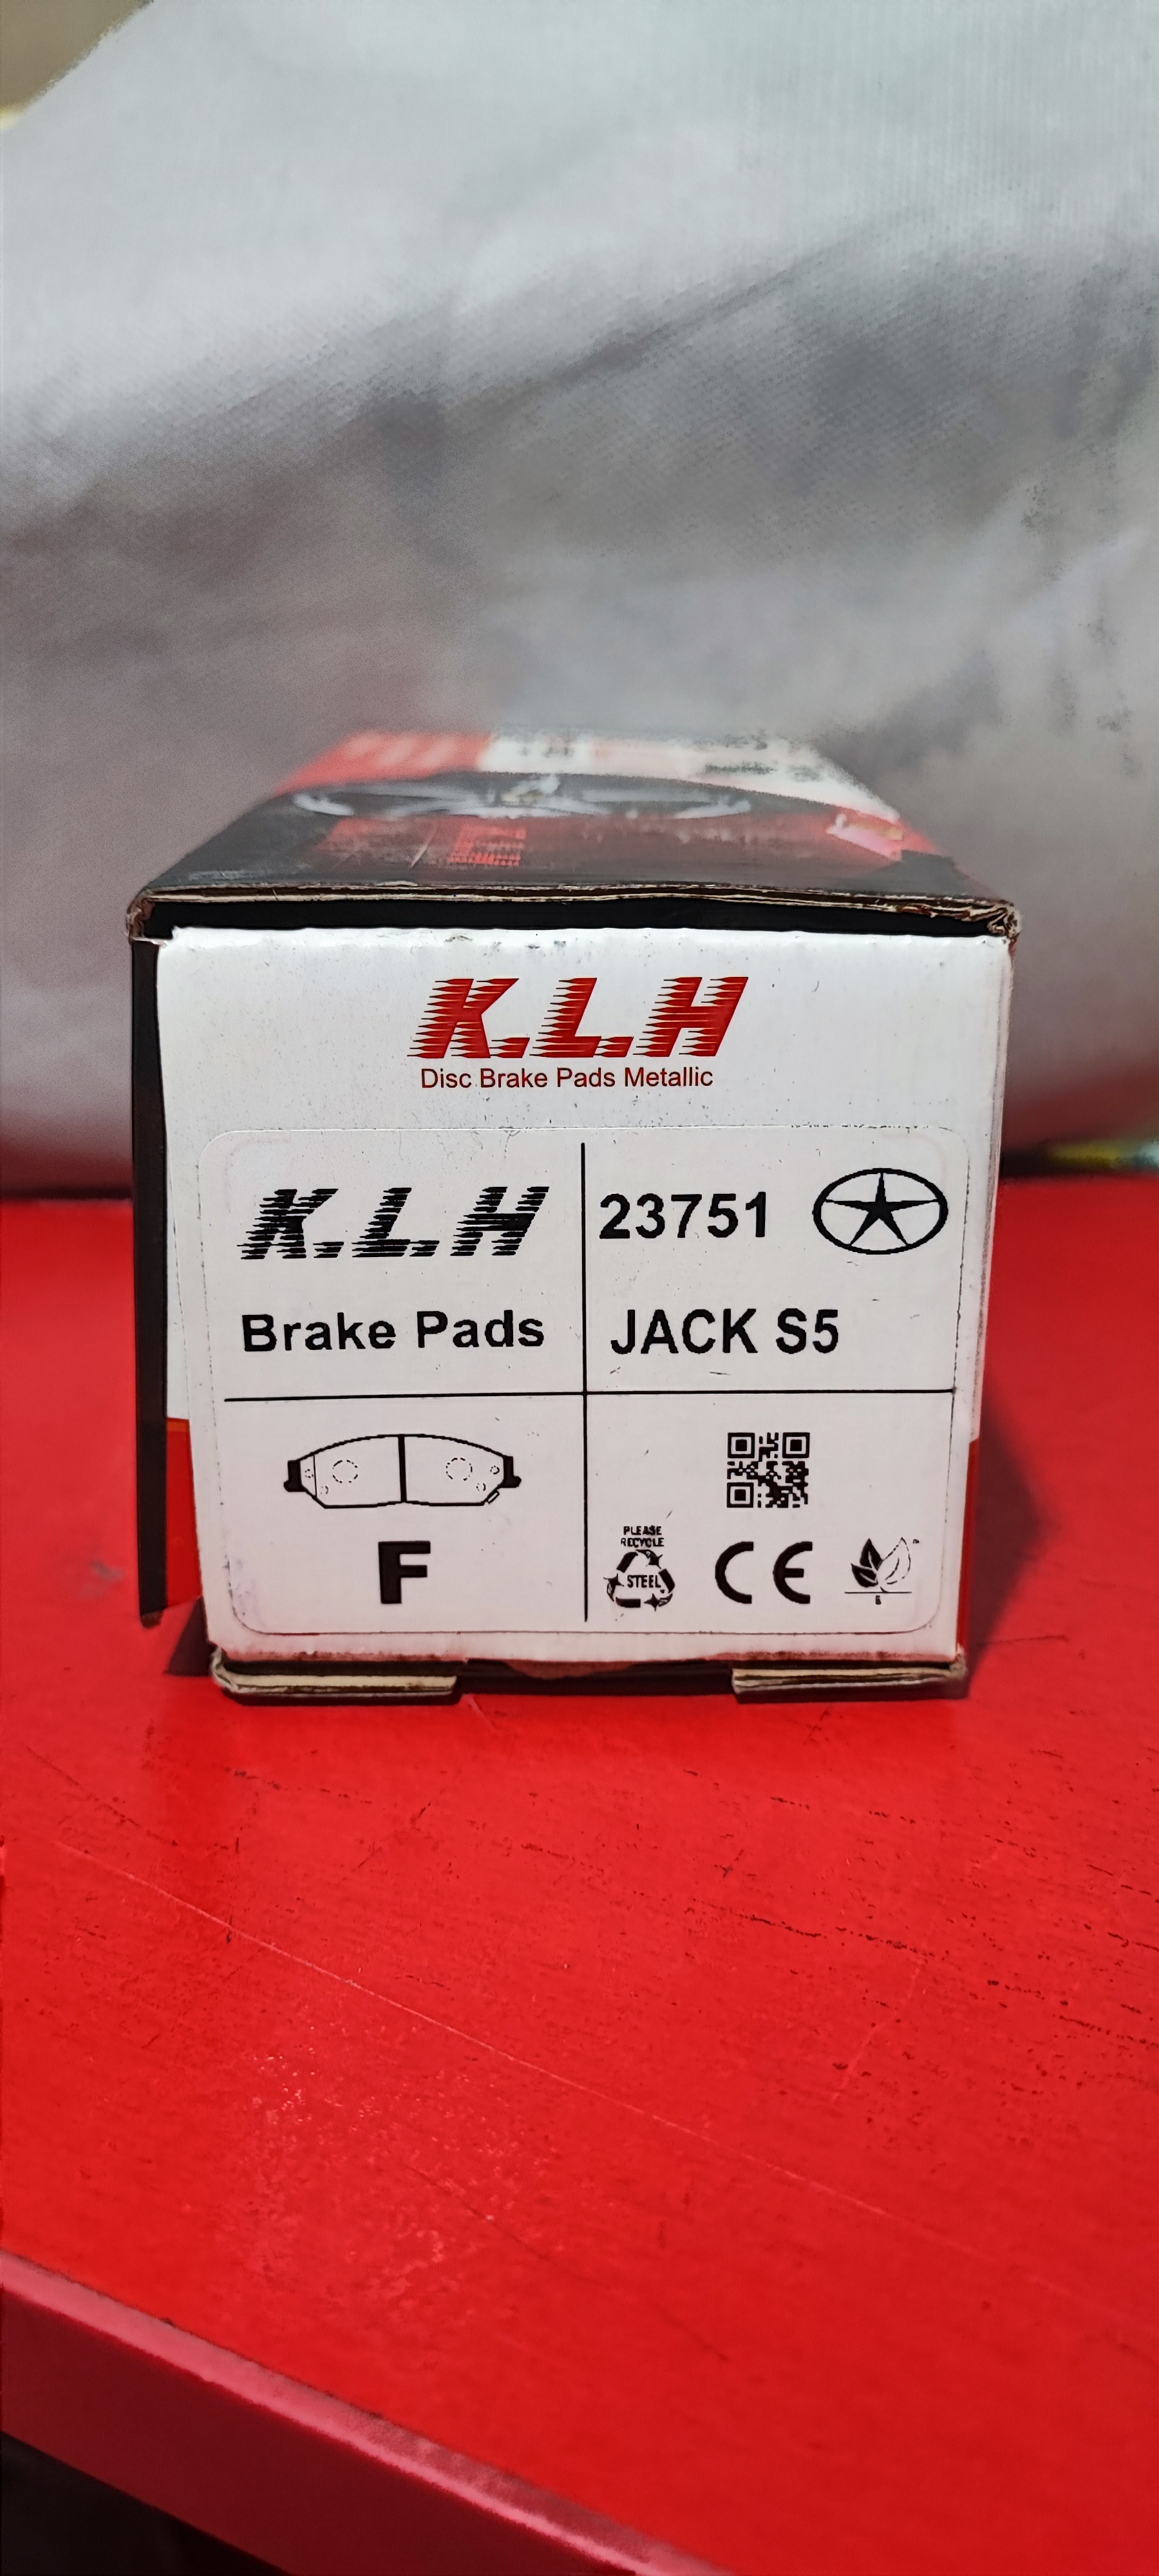 K.L.H
Disc Brake Pads Metallic
K.L.H
Brake Pads
23751
JACK S5
F
PLEASE
RECYCLE
STEEL
CE